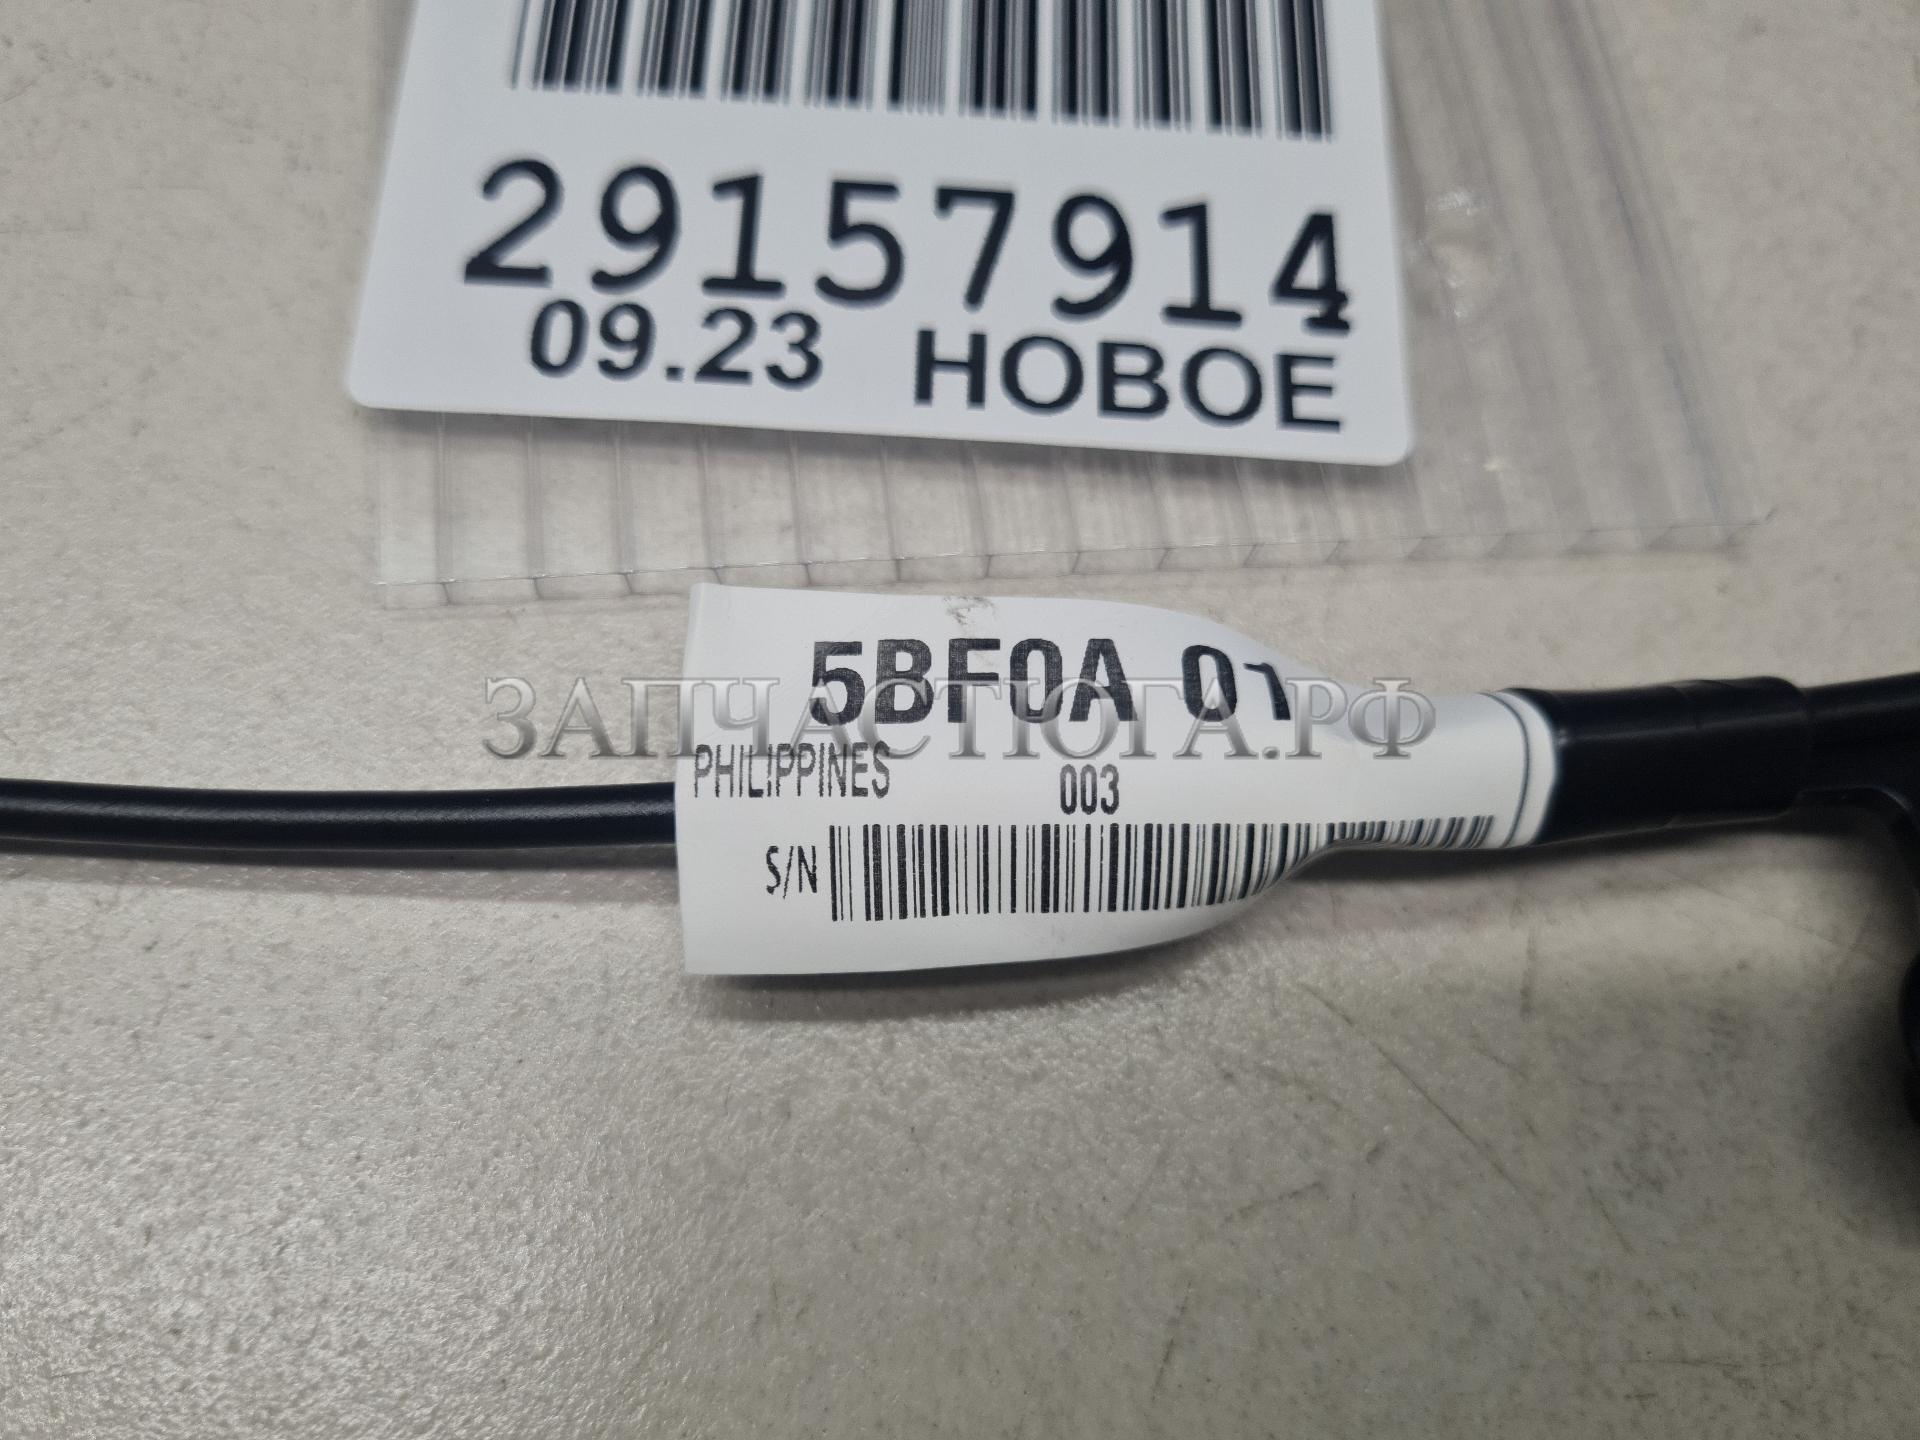 29157914
09.23 НОВОЕ
5BF0A 01
ЗАПЧАСТЮГА.РФ
PHILIPPINES 003
S/N